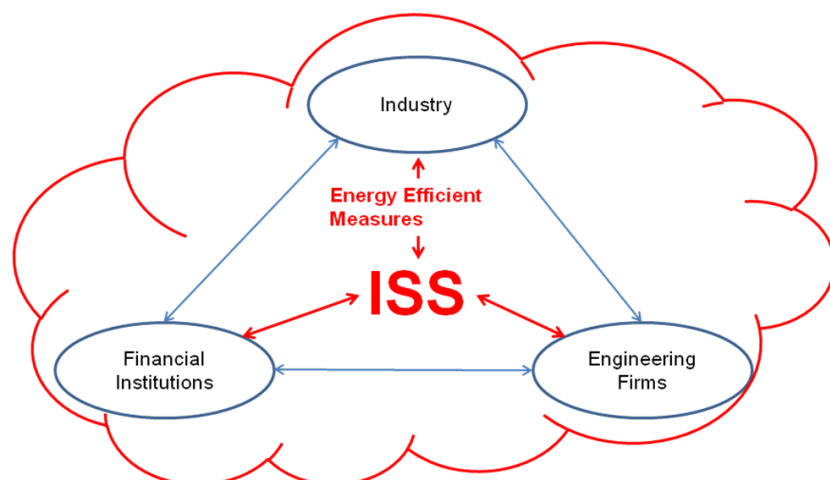 Industry
Energy Efficient
Measures
ISS
Financial
Institutions
Engineering
Firms